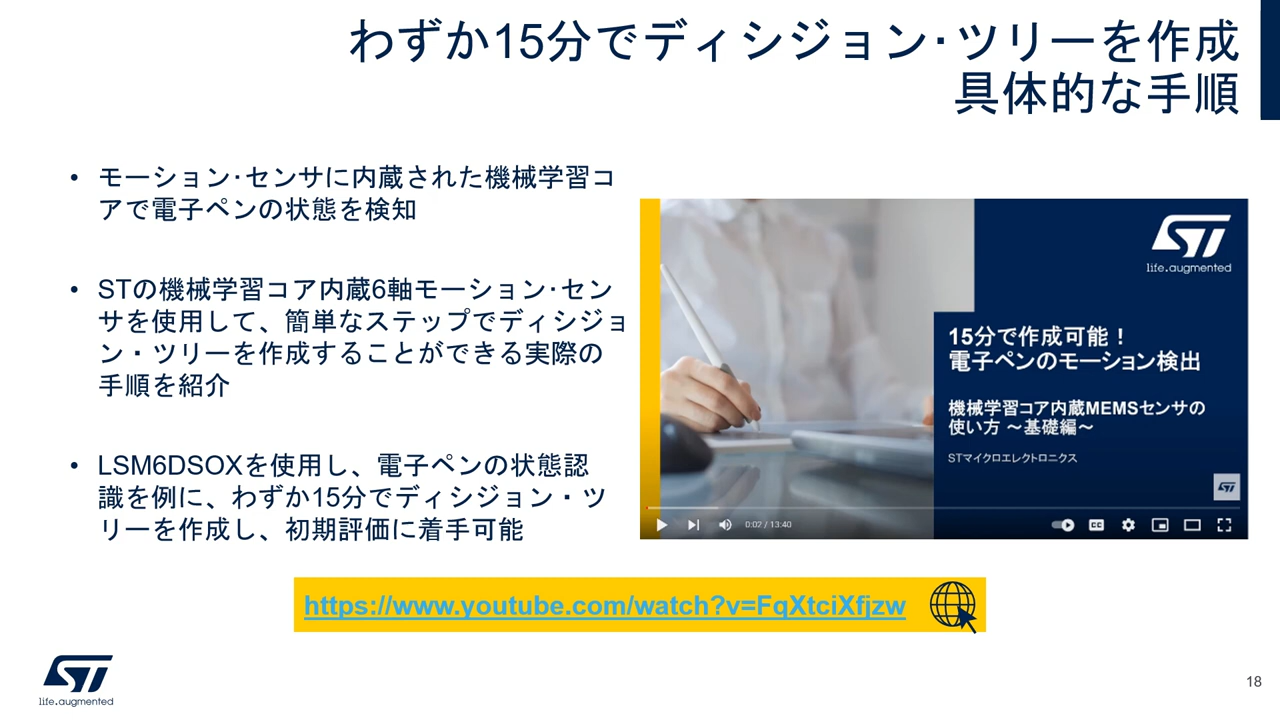 わずか15分でディシジョン･ツリーを作成
具体的な手順
• モーション･センサに内蔵された機械学習コ
アで電子ペンの状態を検知
• STの機械学習コア内蔵6軸モーション･セン
サを使用して、簡単なステップでディシジョ
ン・ツリーを作成することができる実際の
手順を紹介
• LSM6DSOXを使用し、電子ペンの状態認
識を例に、わずか15分でディシジョン・ツ
リーを作成し、初期評価に着手可能
ST
life.augmented
15分で作成可能！
電子ペンのモーション検出
機械学習コア内蔵MEMSセンサの
使い方 ～基礎編～
STマイクロエレクトロニクス
ST
0:02 / 13:40
CC
https://www.youtube.com/watch?v=FqXtciXfjzw
ST
life.augmented
18